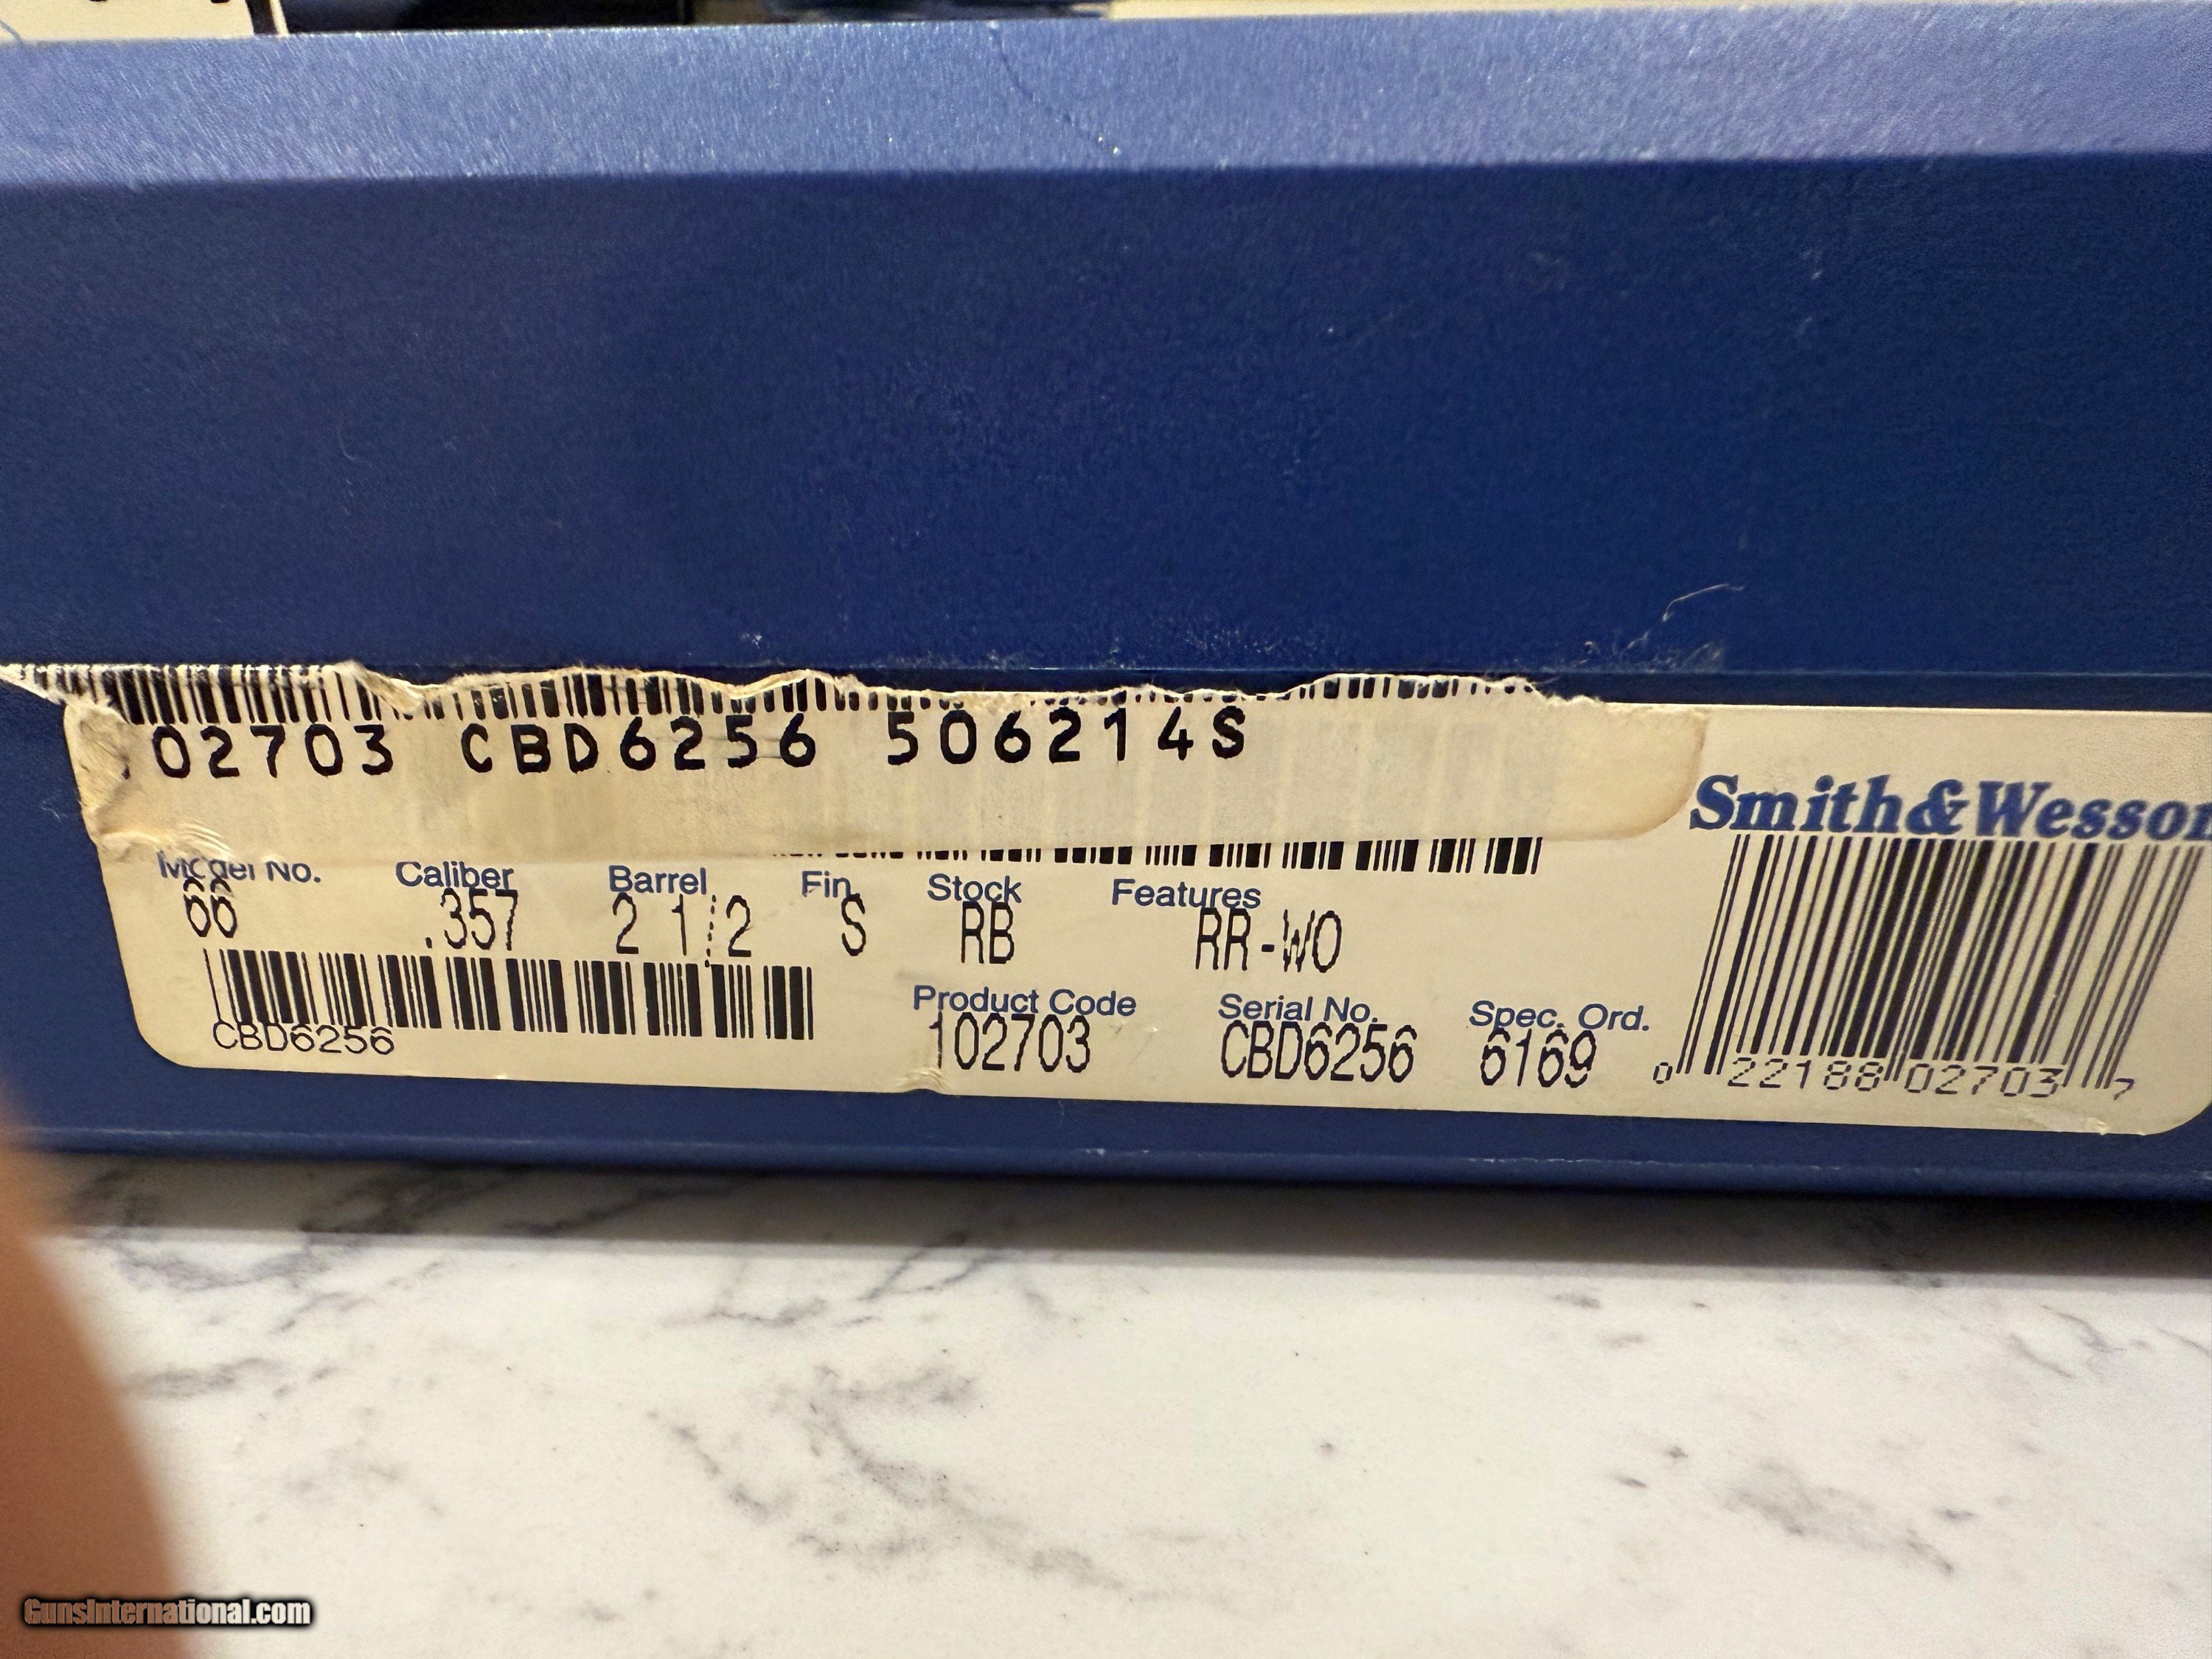 02703 CBD6256 506214S
Smith&Wesson
Model No. Caliber Barrel Fin Stock Features
66 .357 2 1/2 S RB RR-WO
CBD6256
Product Code Serial No. Spec. Ord.
102703 CBD6256 6169
0 22188 02703 7
GunsInternational.com